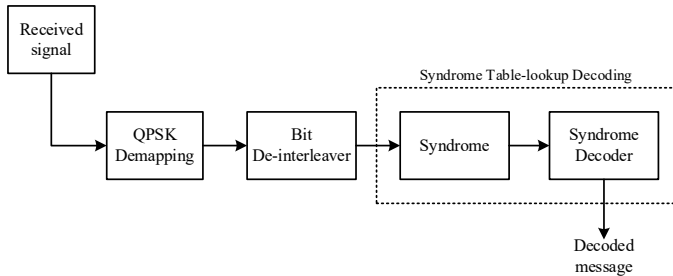 Received
signal
Syndrome Table-lookup Decoding
QPSK
Demapping
Bit
De-interleaver
Syndrome
Syndrome
Decoder
Decoded
message